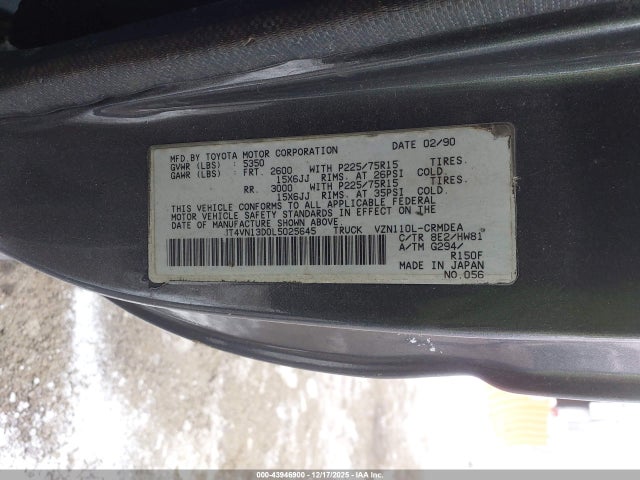 MFD.BY TOYOTA MOTOR CORPORATION DATE 02/90
GVWR (LBS) : 5350
GAWR (LBS) : FRT. 2600 WITH P225/75R15 TIRES.
15X6JJ RIMS. AT 26PSI COLD.
RR. 3000 WITH P225/75R15 TIRES.
15X6JJ RIMS. AT 35PSI COLD.
THIS VEHICLE CONFORMS TO ALL APPLICABLE FEDERAL
MOTOR VEHICLE SAFETY STANDARDS IN EFFECT ON THE
DATE OF MANUFACTURE SHOWN ABOVE.
JT4VN13D0L5025645 TRUCK VZN110L-CRMDEA
C/TR 8E2/HW81
A/TM G294/
R150F
MADE IN JAPAN
NO.056
000-43946900 - 12/17/2025 - IAAI